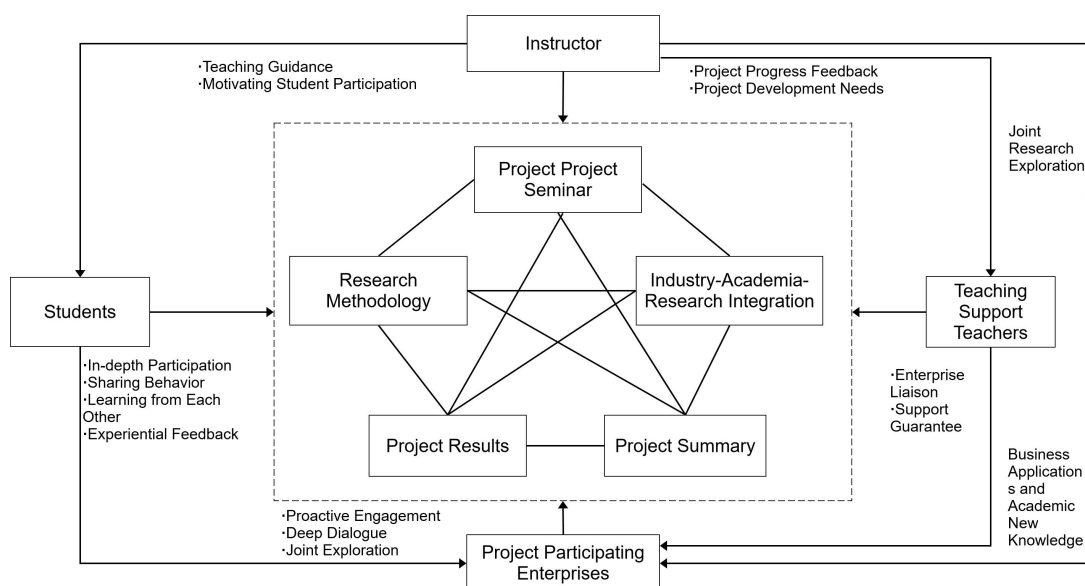 Instructor
·Teaching Guidance
·Motivating Student Participation
·Project Progress Feedback
·Project Development Needs
Joint
Research
Exploration
Project Project
Seminar
Research
Methodology
Industry-Academia-
Research Integration
Students
Teaching
Support
Teachers
·In-depth Participation
·Sharing Behavior
·Learning from Each
Other
·Experiential Feedback
·Enterprise
Liaison
·Support
Guarantee
Project Results
Project Summary
Business
Application
s and
Academic
New
Knowledge
·Proactive Engagement
·Deep Dialogue
·Joint Exploration
Project Participating
Enterprises